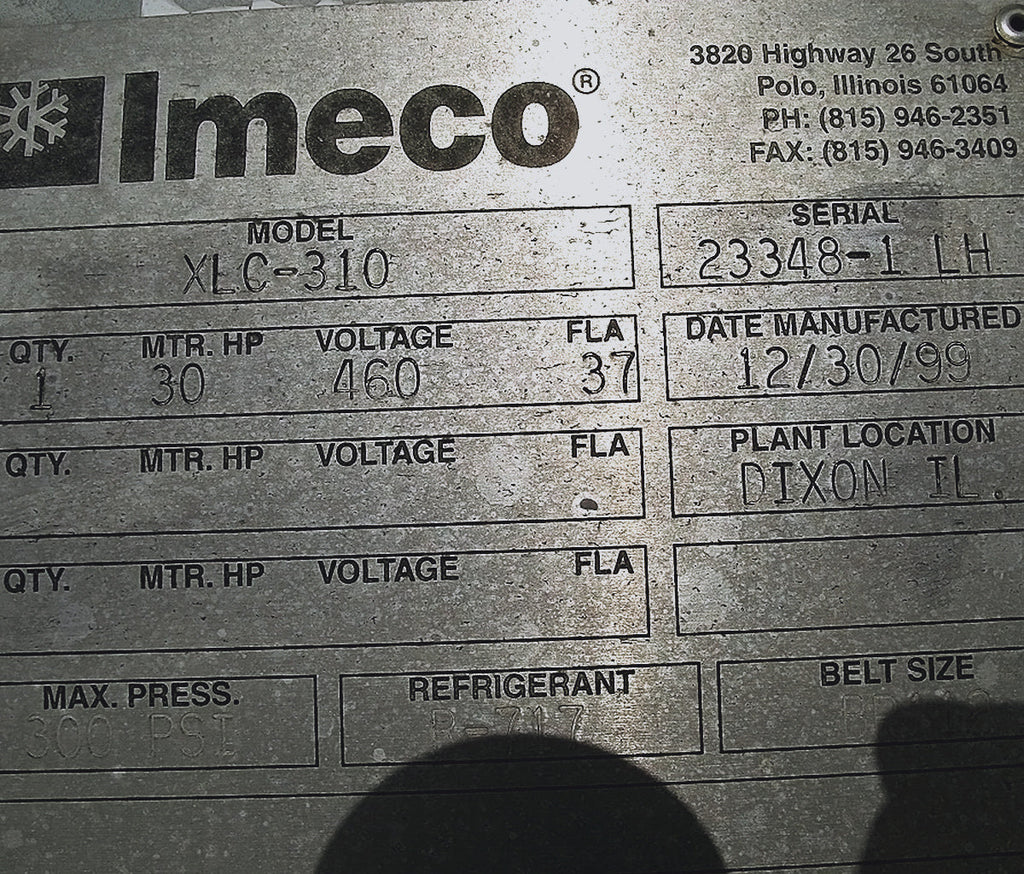 Imeco®
3820 Highway 26 South
Polo, Illinois 61064
PH: (815) 946-2351
FAX: (815) 946-3409
MODEL
XLC-310
SERIAL
23348-1 LH
QTY. MTR. HP VOLTAGE FLA
1 30 460 37
DATE MANUFACTURED
12/30/99
QTY. MTR. HP VOLTAGE FLA
PLANT LOCATION
DIXON IL.
QTY. MTR. HP VOLTAGE FLA
MAX. PRESS.
300 PSI
REFRIGERANT
R-717
BELT SIZE